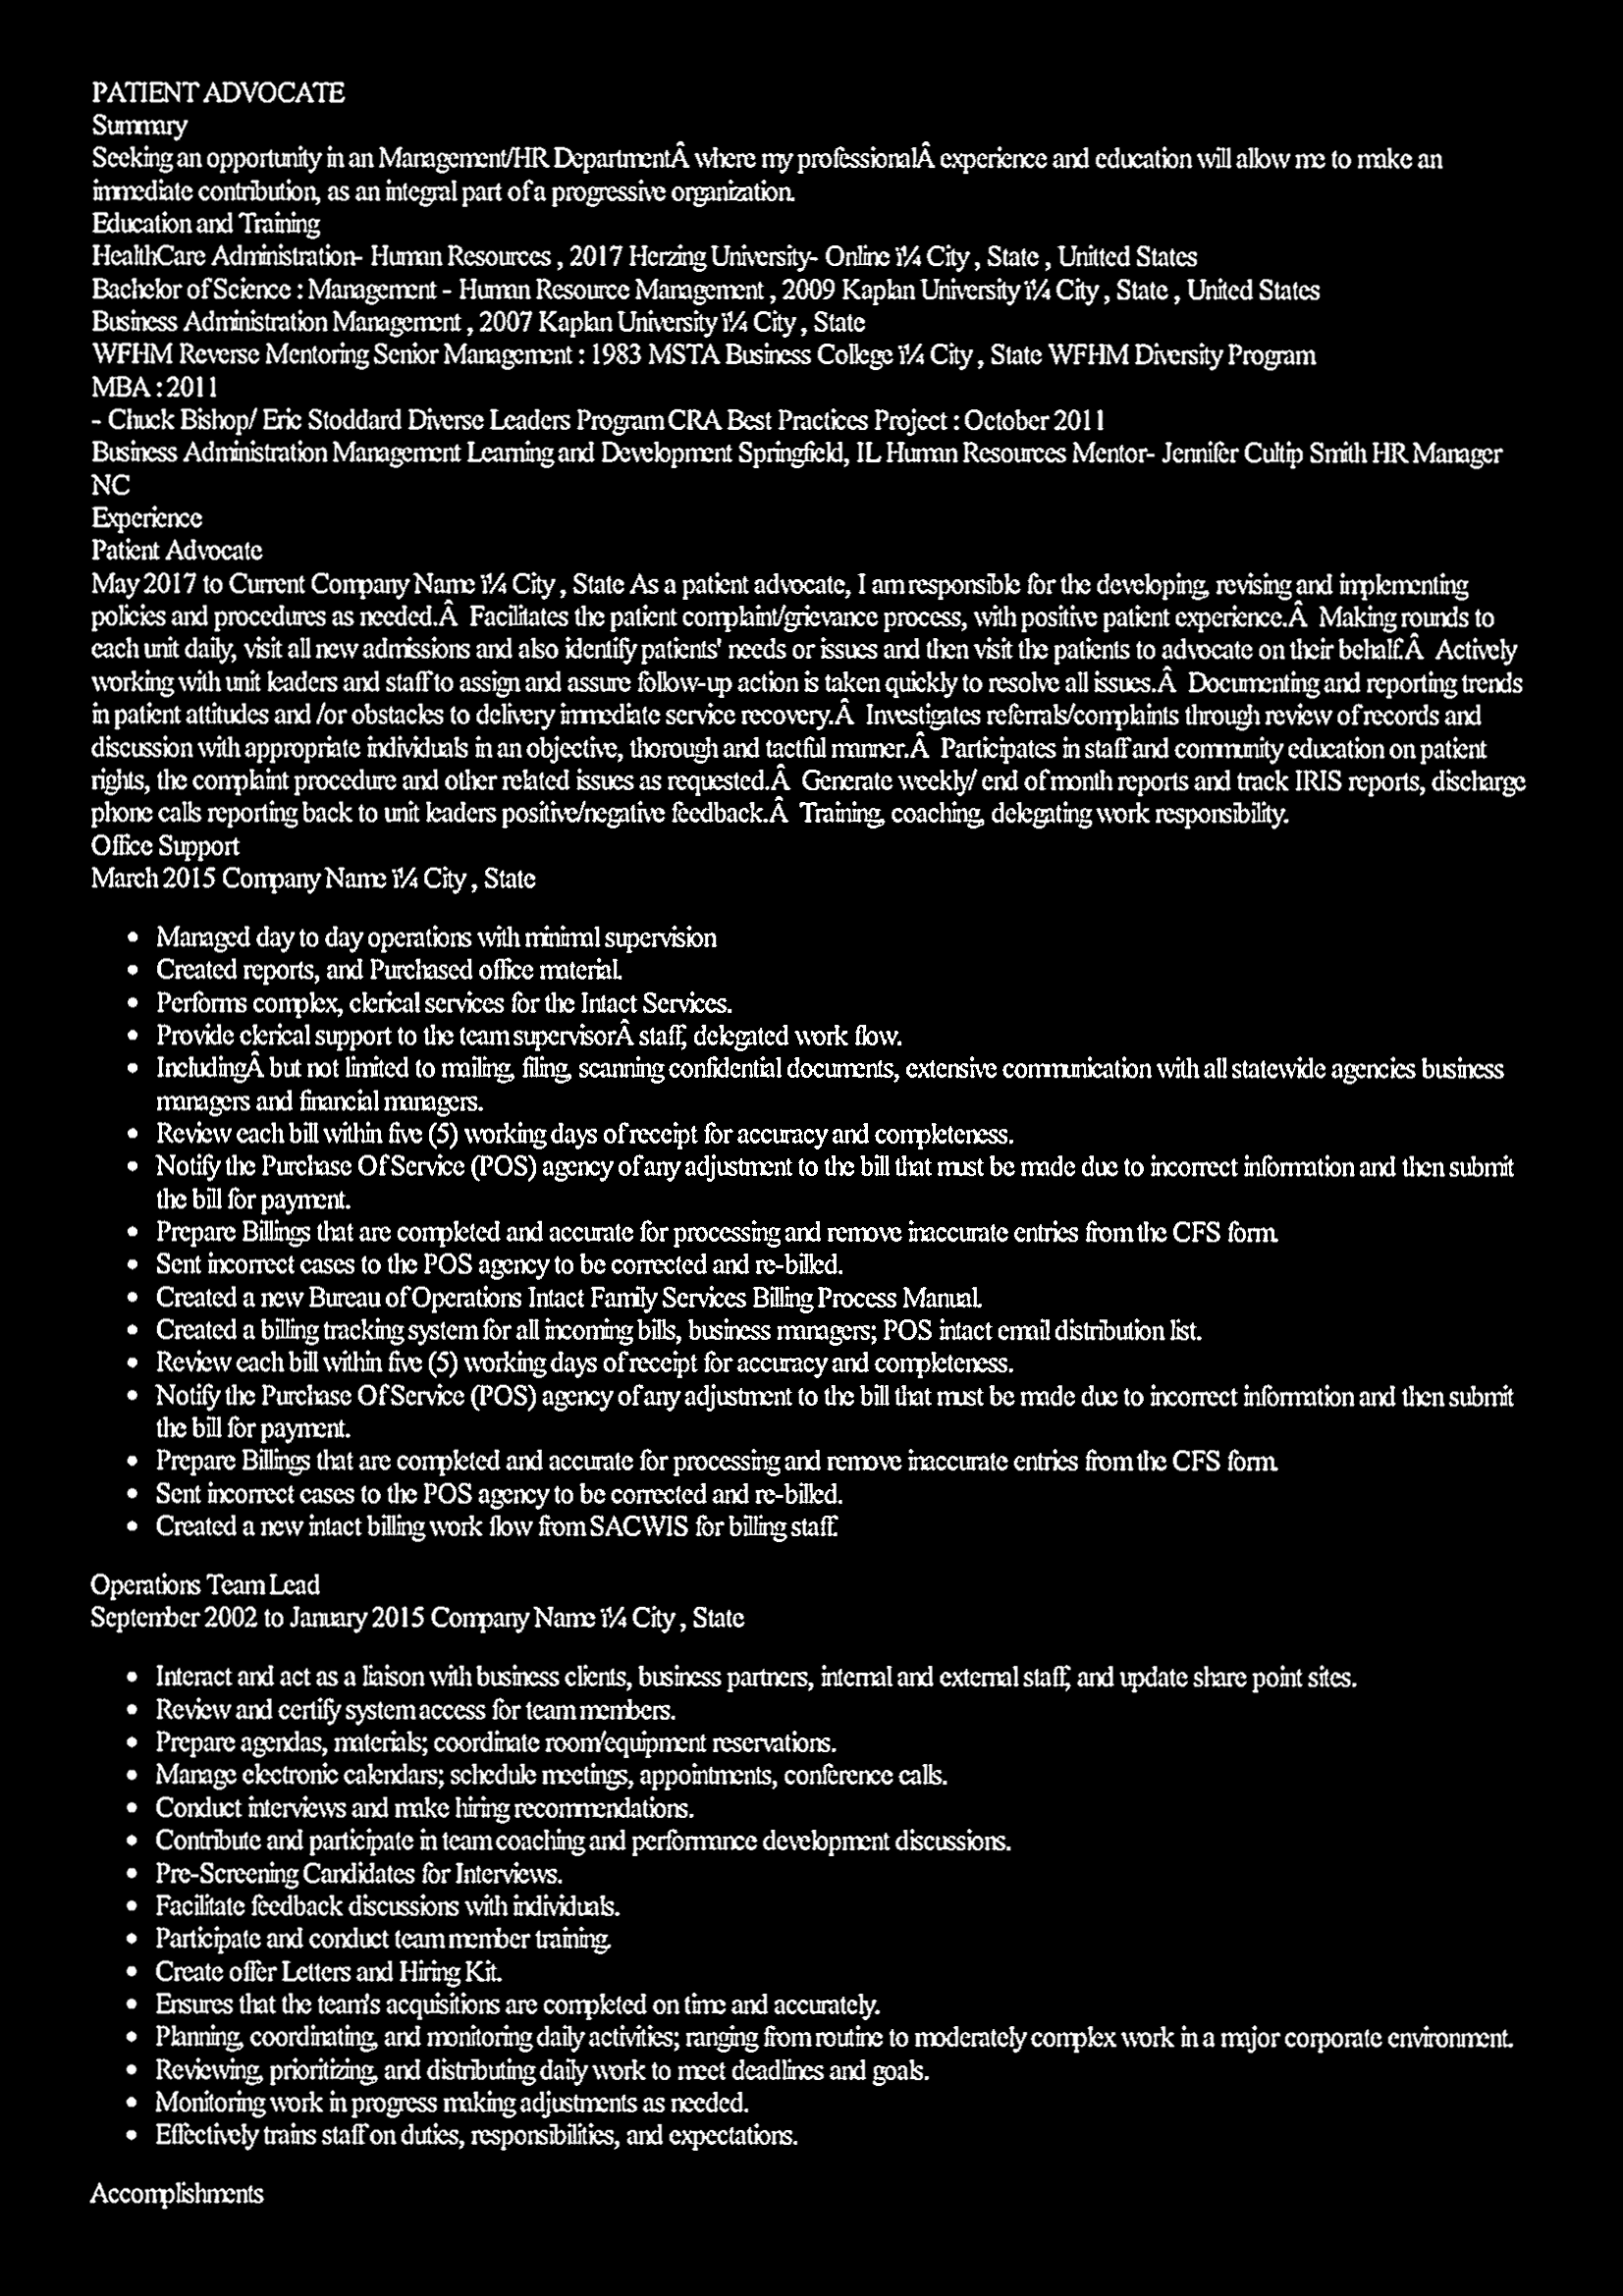 PATIENT ADVOCATE
Summary
Seeking an opportunity in an Management/HR DepartmentÂ where my professionalÂ experience and education will allow me to make an
immediate contribution, as an integral part of a progressive organization.
Education and Training
HealthCare Administration- Human Resources , 2017 Herzing University- Online ï¼ City , State , Unitted States
Bachelor of Science : Management - Human Resource Management , 2009 Kaplan University ï¼ City , State , United States
Business Administration Management , 2007 Kaplan University ï¼ City , State
WFHM Reverse Mentoring Senior Management : 1983 MSTA Business College ï¼ City , State WFHM Diversity Program
MBA : 2011
- Chuck Bishop/ Eric Stoddard Diverse Leaders Program CRA Best Practices Project : October 2011
Business Administration Management Learning and Development Springfield, IL Human Resources Mentor- Jennifer Cultip Smith HR Manager
NC
Experience
Patient Advocate
May 2017 to Current Company Name ï¼ City , State As a patient advocate, I am responsible for the developing, revising and implementing
policies and procedures as needed.Â  Facilitates the patient complaint/grievance process, with positive patient experience.Â  Making rounds to
each unit daily, visit all new admissions and also identify patients' needs or issues and then visit the patients to advocate on their behalf.Â  Actively
working with unit leaders and staff to assign and assure follow-up action is taken quickly to resolve all issues.Â  Documenting and reporting trends
in patient attitudes and /or obstacles to delivery immediate service recovery.Â  Investigates referrals/complaints through review of records and
discussion with appropriate individuals in an objective, thorough and tactful manner.Â  Participates in staff and community education on patient
rights, the complaint procedure and other related issues as requested.Â  Generate weekly/ end of month reports and track IRIS reports, discharge
phone calls reporting back to unit leaders positive/negative feedback.Â  Training, coaching, delegating work responsibility.
Office Support
March 2015 Company Name ï¼ City , State
• Managed day to day operations with minimal supervision
• Created reports, and Purchased office material.
• Performs complex, clerical services for the Intact Services.
• Provide clerical support to the team supervisorÂ staff, delegated work flow.
• IncludingÂ but not limited to mailing, filing, scanning confidential documents, extensive communication with all statewide agencies business
managers and financial managers.
• Review each bill within five (5) working days of receipt for accuracy and completeness.
• Notify the Purchase Of Service (POS) agency of any adjustment to the bill that must be made due to incorrect information and then submit
the bill for payment.
• Prepare Billings that are completed and accurate for processing and remove inaccurate entries from the CFS form.
• Sent incorrect cases to the POS agency to be corrected and re-billed.
• Created a new Bureau of Operations Intact Family Services Billing Process Manual.
• Created a billing tracking system for all incoming bills, business managers; POS intact email distribution list.
• Review each bill within five (5) working days of receipt for accuracy and completeness.
• Notify the Purchase Of Service (POS) agency of any adjustment to the bill that must be made due to incorrect information and then submit
the bill for payment.
• Prepare Billings that are completed and accurate for processing and remove inaccurate entries from the CFS form.
• Sent incorrect cases to the POS agency to be corrected and re-billed.
• Created a new intact billing work flow from SACWIS for billing staff.
Operations Team Lead
September 2002 to January 2015 Company Name ï¼ City , State
• Interact and act as a liaison with business clients, business partners, internal and external staff, and update share point sites.
• Review and certify system access for team members.
• Prepare agendas, materials; coordinate room/equipment reservations.
• Manage electronic calendars; schedule meetings, appointments, conference calls.
• Conduct interviews and make hiring recommendations.
• Contribute and participate in team coaching and performance development discussions.
• Pre-Screening Candidates for Interviews.
• Facilitate feedback discussions with individuals.
• Participate and conduct team member training.
• Create offer Letters and Hiring Kit.
• Ensures that the team's acquisitions are completed on time and accurately.
• Planning, coordinating, and monitoring daily activities; ranging from routine to moderately complex work in a major corporate environment.
• Reviewing, prioritizing, and distributing daily work to meet deadlines and goals.
• Monitoring work in progress making adjustments as needed.
• Effectively trains staff on duties, responsibilities, and expectations.
Accomplishments